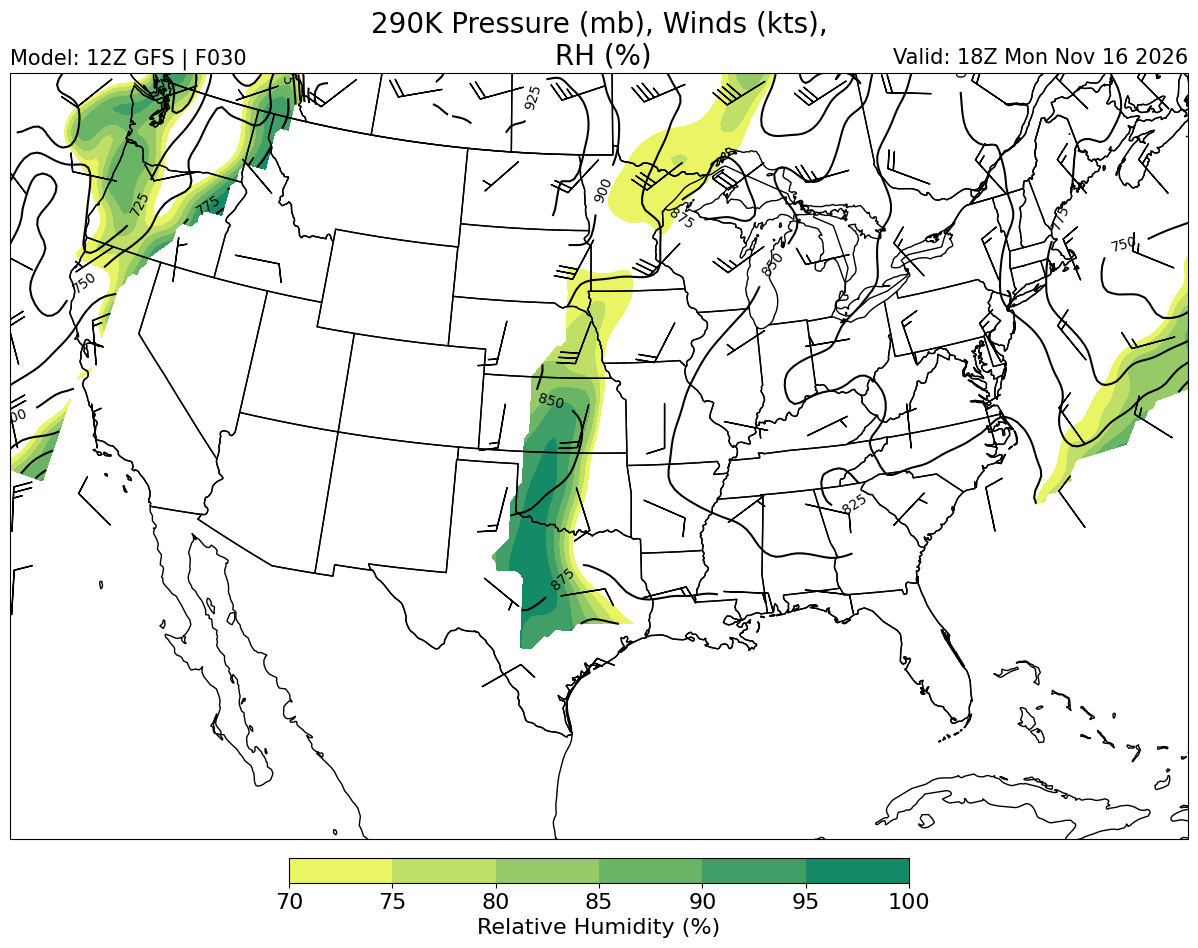 290K Pressure (mb), Winds (kts),
RH (%)
Model: 12Z GFS | F030
Valid: 18Z Mon Nov 16 2026
925
900
875
850
725
775
750
775
750
850
825
875
70 75 80 85 90 95 100
Relative Humidity (%)